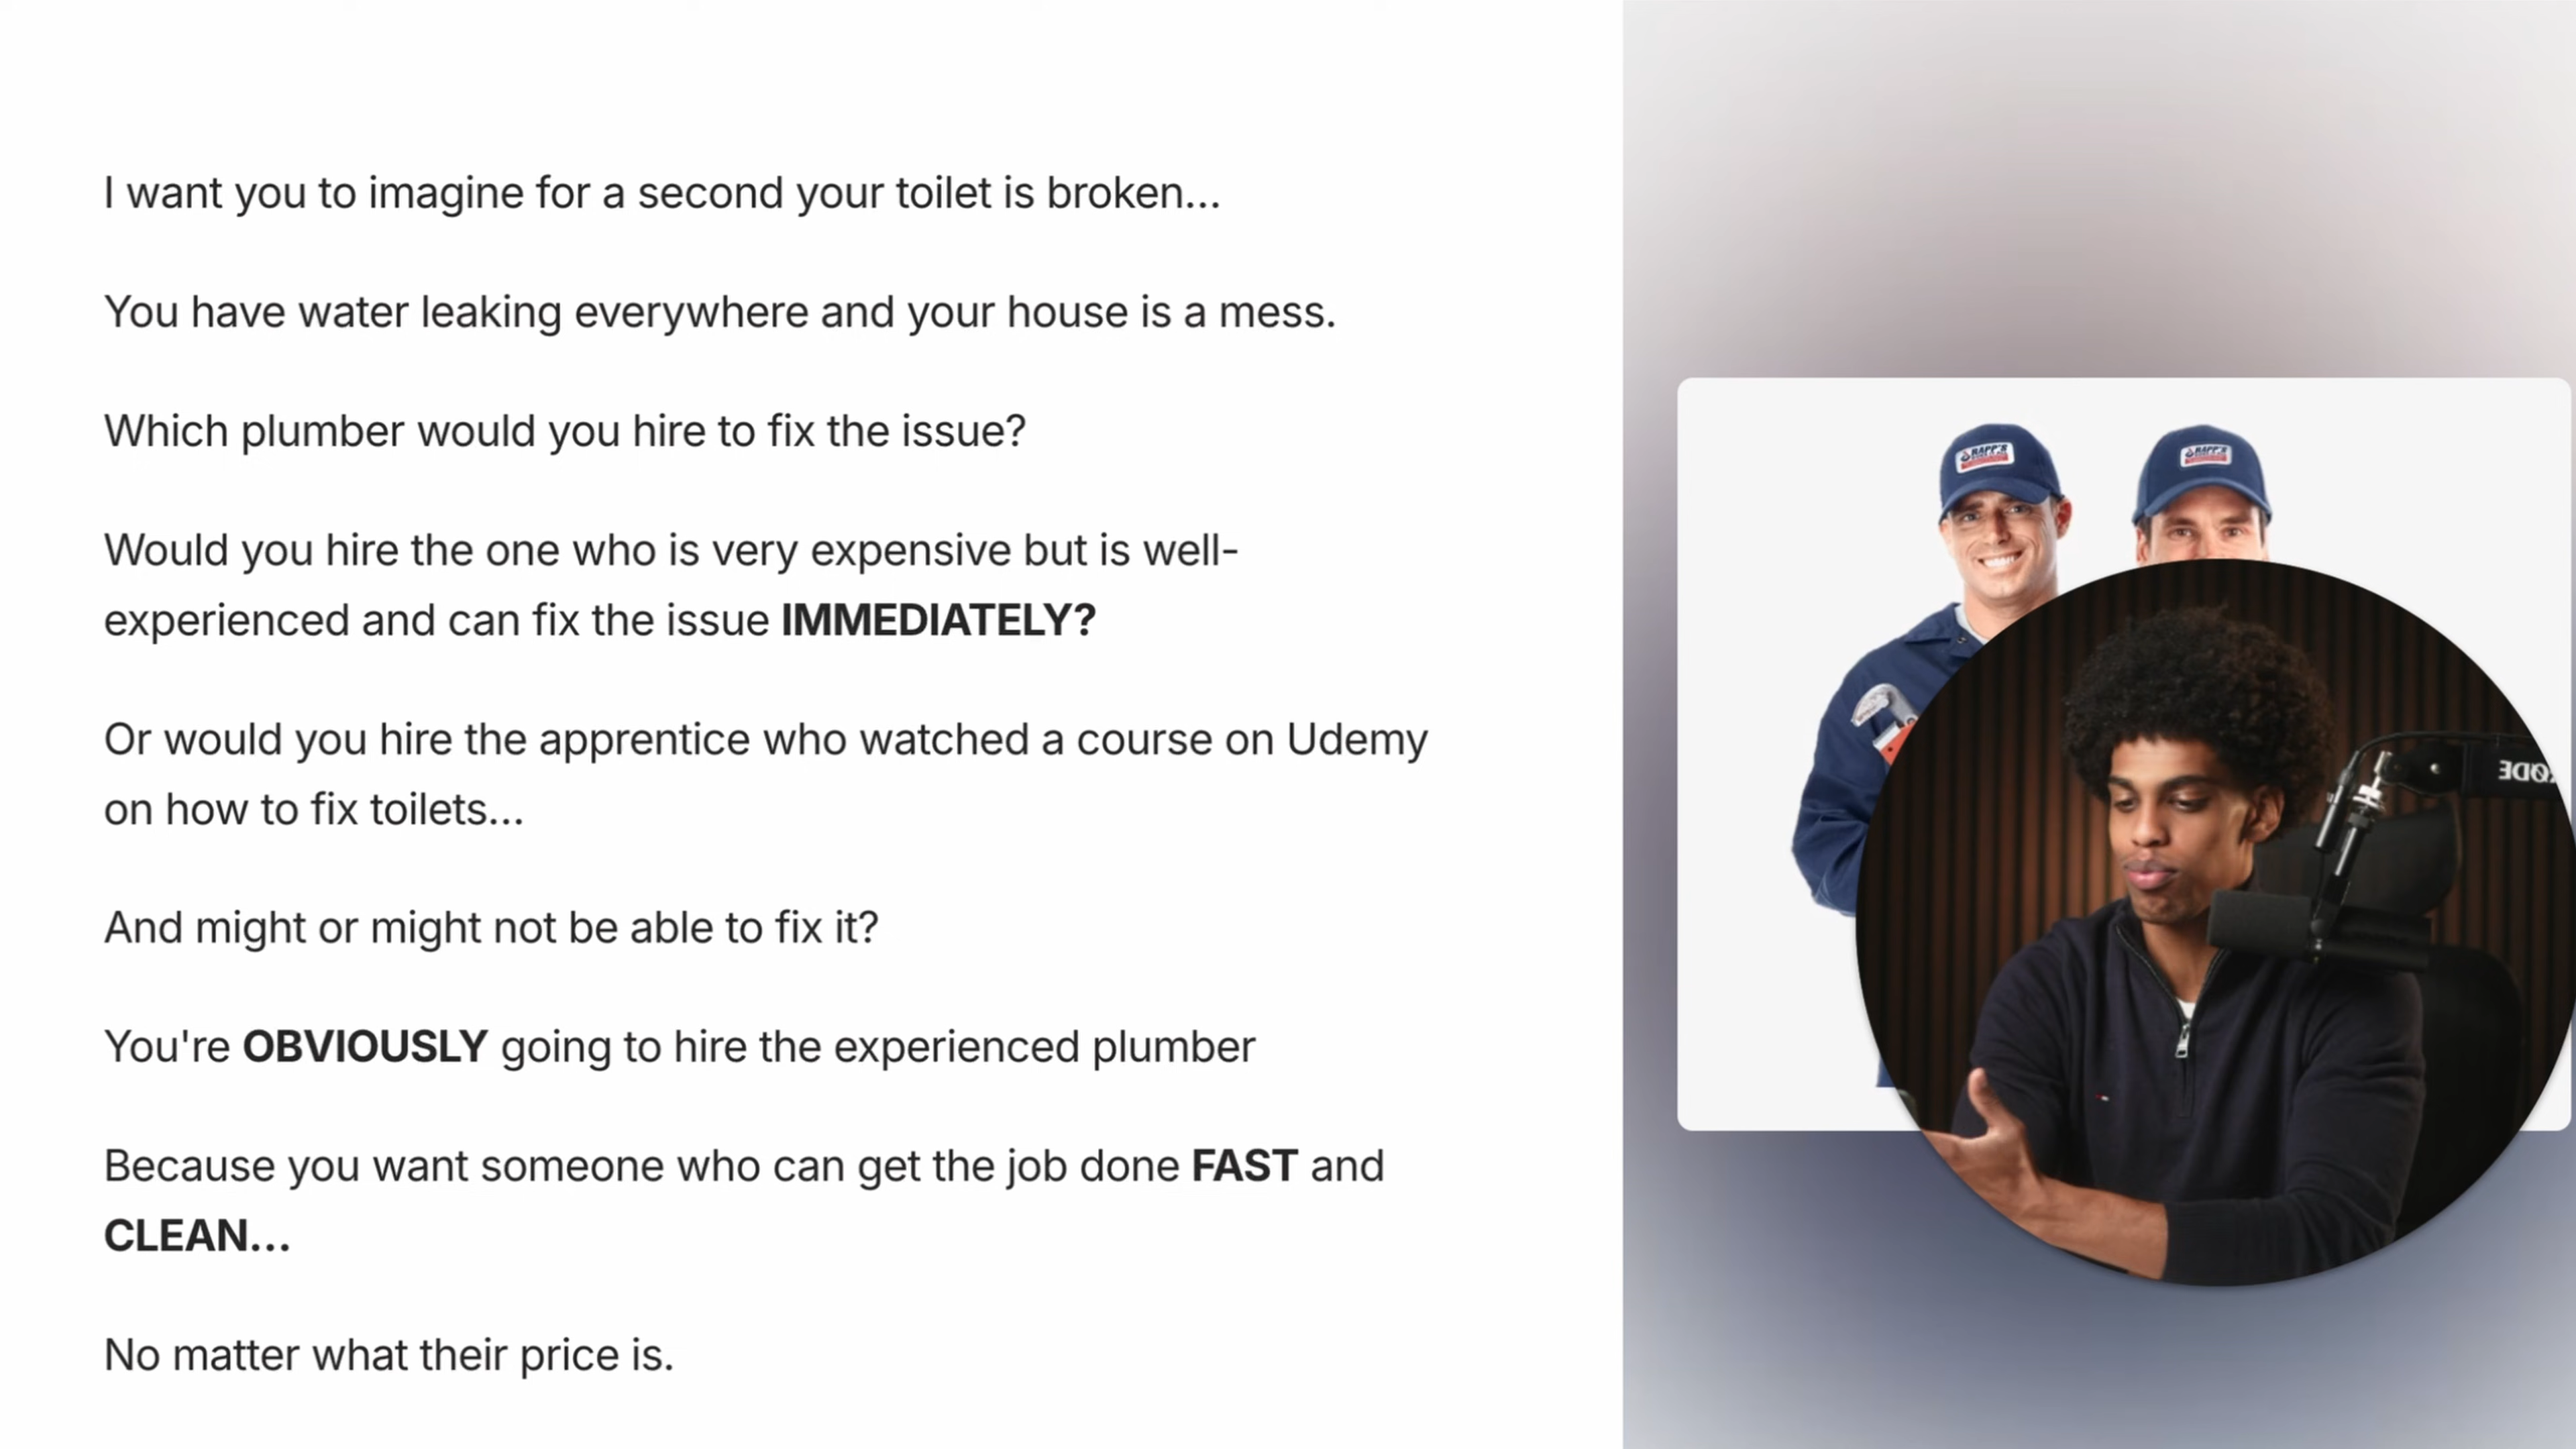 I want you to imagine for a second your toilet is broken...
You have water leaking everywhere and your house is a mess.
Which plumber would you hire to fix the issue?
Would you hire the one who is very expensive but is well-
experienced and can fix the issue IMMEDIATELY?
Or would you hire the apprentice who watched a course on Udemy
on how to fix toilets...
And might or might not be able to fix it?
You're OBVIOUSLY going to hire the experienced plumber
Because you want someone who can get the job done FAST and
CLEAN...
No matter what their price is.
RAPP'S
RAPP'S
RODE